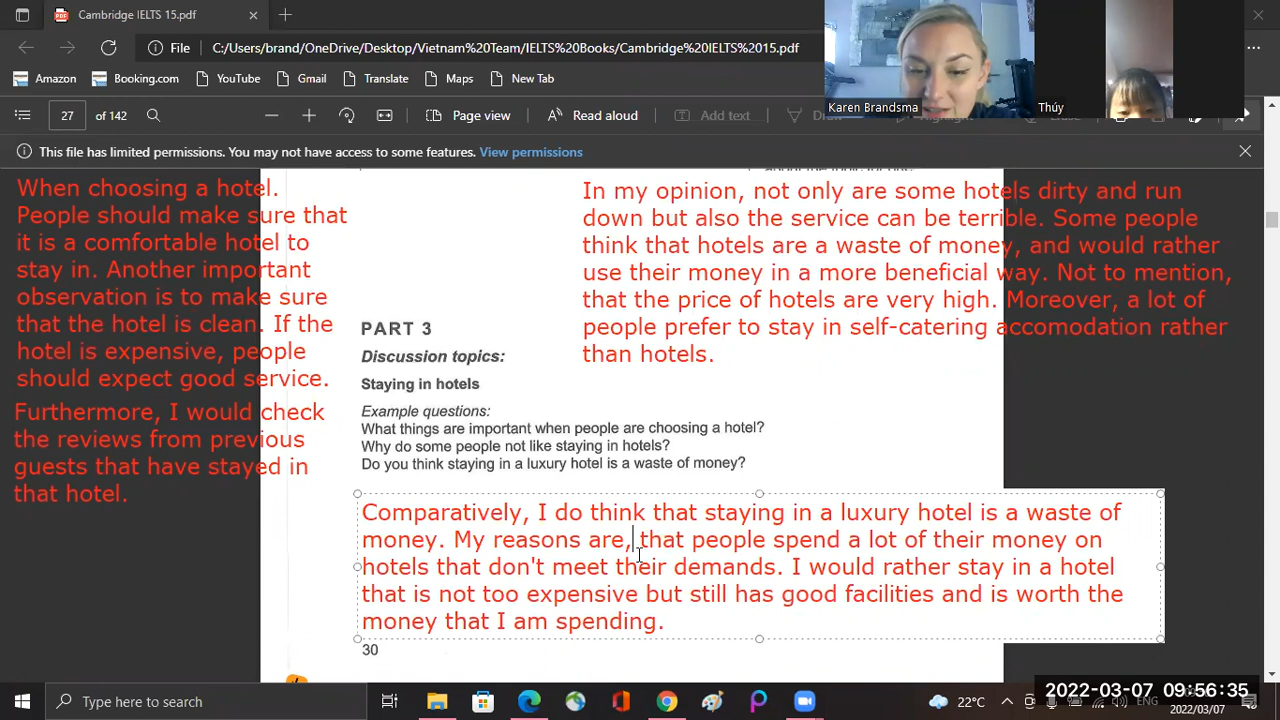 Cambridge IELTS 15.pdf
File
C:/Users/brand/OneDrive/Desktop/Vietnam%20Team/IELTS%20Books/Cambridge%20IELTS%2015.pdf
Amazon
Booking.com
YouTube
Gmail
Translate
Maps
New Tab
Karen Brandsma
Thúy
27 of 142
Page view
Read aloud
Add text
This file has limited permissions. You may not have access to some features. View permissions
When choosing a hotel.
People should make sure that
it is a comfortable hotel to
stay in. Another important
observation is to make sure
that the hotel is clean. If the
hotel is expensive, people
should expect good service.
Furthermore, I would check
the reviews from previous
guests that have stayed in
that hotel.
In my opinion, not only are some hotels dirty and run
down but also the service can be terrible. Some people
think that hotels are a waste of money, and would rather
use their money in a more beneficial way. Not to mention,
that the price of hotels are very high. Moreover, a lot of
people prefer to stay in self-catering accomodation rather
than hotels.
PART 3
Discussion topics:
Staying in hotels
Example questions:
What things are important when people are choosing a hotel?
Why do some people not like staying in hotels?
Do you think staying in a luxury hotel is a waste of money?
Comparatively, I do think that staying in a luxury hotel is a waste of
money. My reasons are, that people spend a lot of their money on
hotels that don't meet their demands. I would rather stay in a hotel
that is not too expensive but still has good facilities and is worth the
money that I am spending.
30
Type here to search
22°C
ENG
2022-03-07 09:56:35
2022/03/07